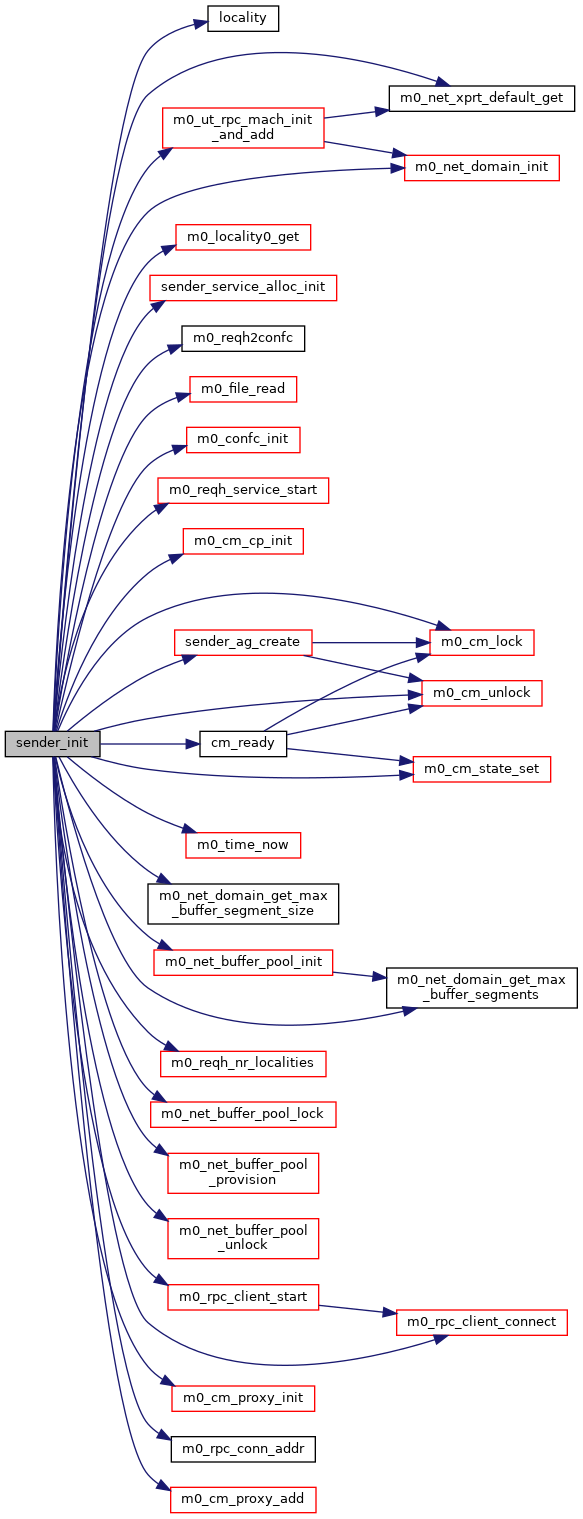 locality
m0_net_xprt_default_get
m0_ut_rpc_mach_init
_and_add
m0_net_domain_init
m0_locality0_get
sender_service_alloc_init
m0_reqh2confc
m0_file_read
m0_confc_init
m0_reqh_service_start
m0_cm_cp_init
sender_ag_create
m0_cm_lock
m0_cm_unlock
sender_init
cm_ready
m0_cm_state_set
m0_time_now
m0_net_domain_get_max
_buffer_segment_size
m0_net_buffer_pool_init
m0_net_domain_get_max
_buffer_segments
m0_reqh_nr_localities
m0_net_buffer_pool_lock
m0_net_buffer_pool
_provision
m0_net_buffer_pool
_unlock
m0_rpc_client_start
m0_rpc_client_connect
m0_cm_proxy_init
m0_rpc_conn_addr
m0_cm_proxy_add